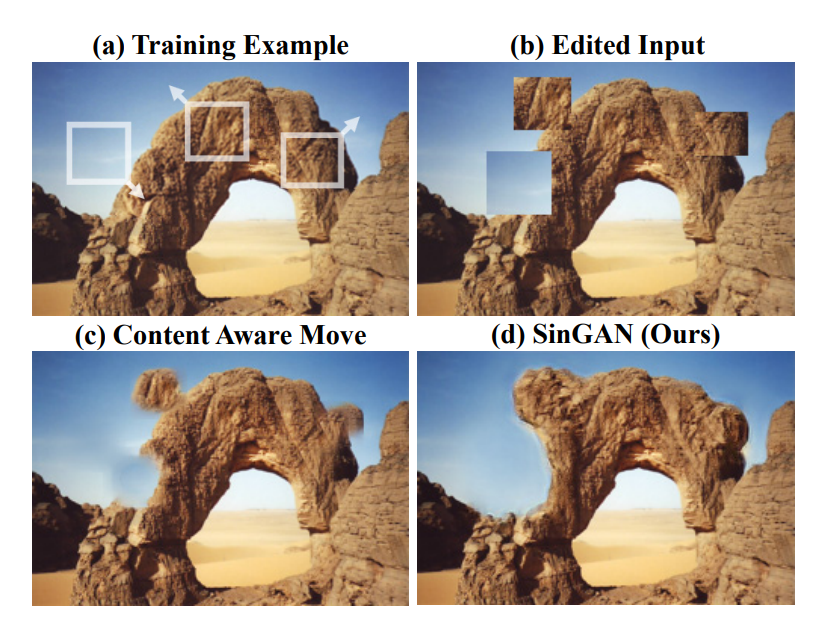 (a) Training Example
(b) Edited Input
(c) Content Aware Move
(d) SinGAN (Ours)